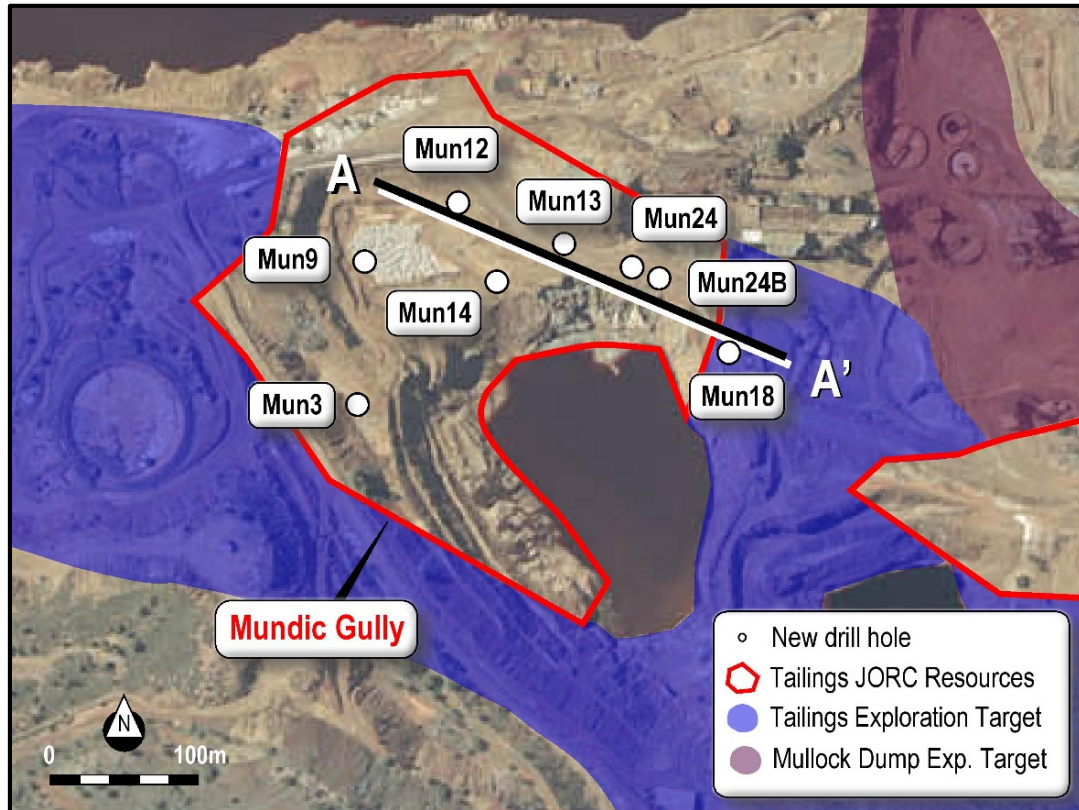 Mun12
A
Mun13
Mun24
Mun9
Mun24B
Mun14
A’
Mun18
Mun3
Mundic Gully
New drill hole
Tailings JORC Resources
Tailings Exploration Target
Mullock Dump Exp. Target
N
0 100m